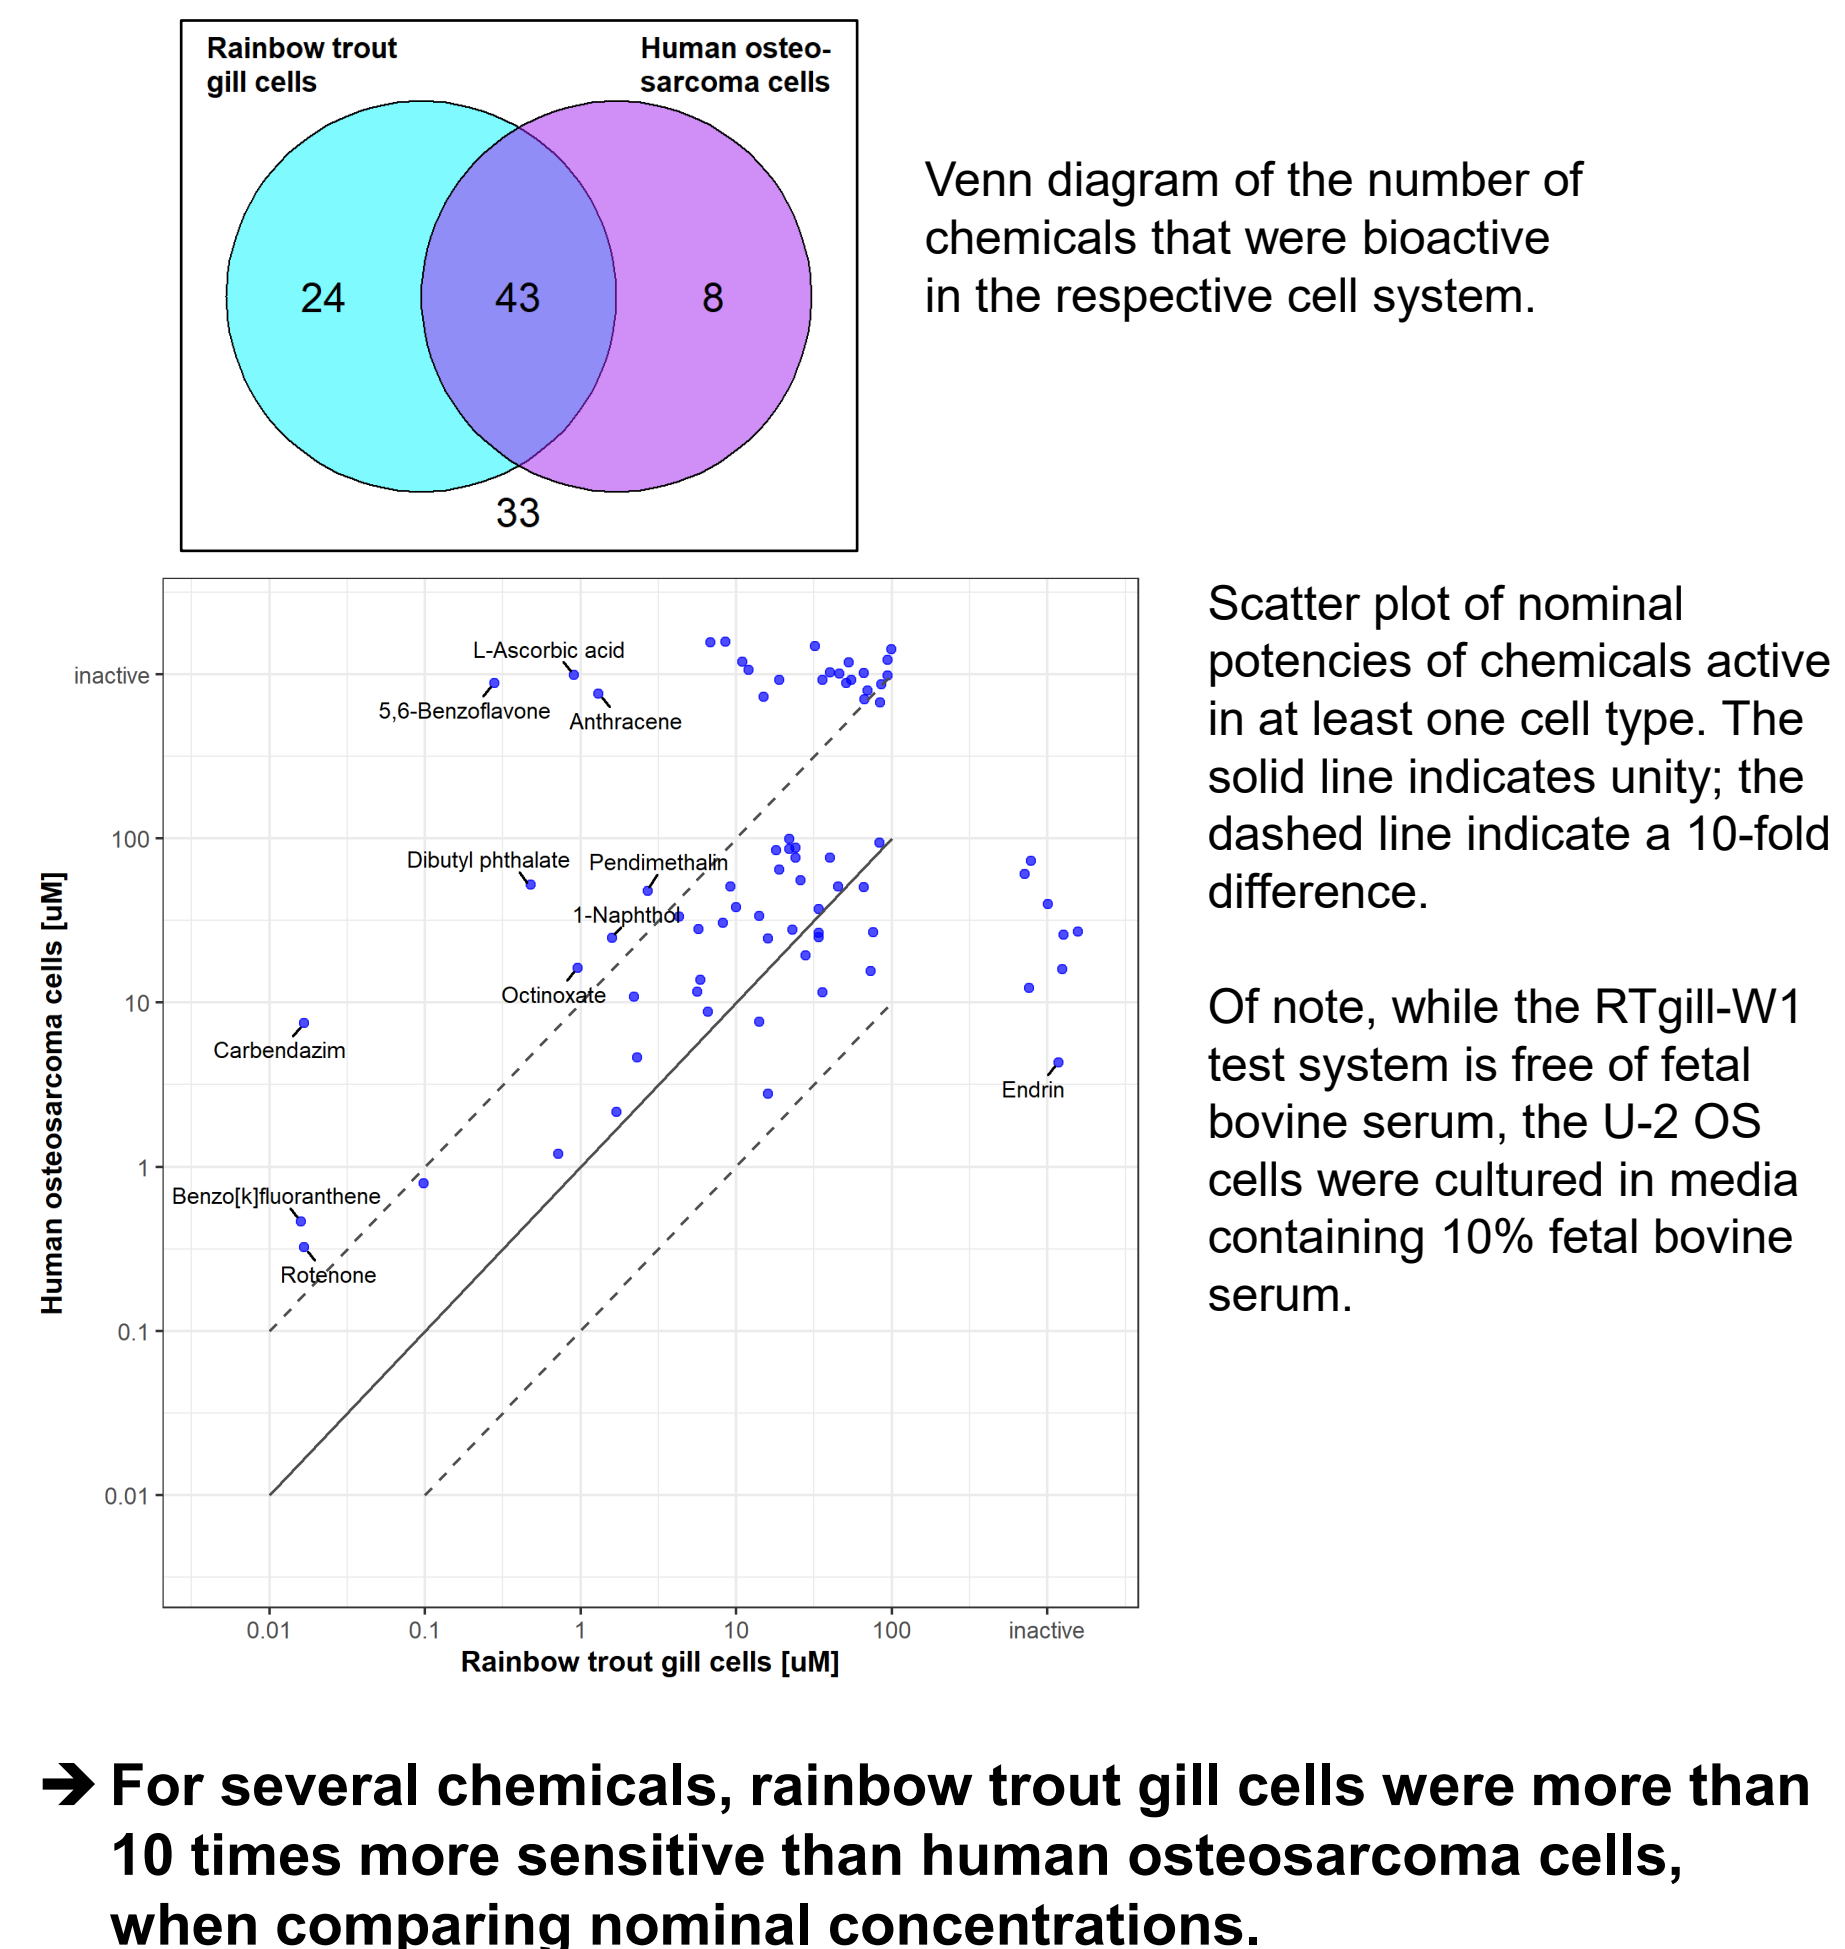 Rainbow trout
gill cells
Human osteo-
sarcoma cells
24
43
8
33
Venn diagram of the number of
chemicals that were bioactive
in the respective cell system.
Human osteosarcoma cells [uM]
inactive
100
10
1
0.1
0.01
L-Ascorbic acid
5,6-Benzoflavone
Anthracene
Dibutyl phthalate
Pendimethalin
1-Naphthol
Octinoxate
Carbendazim
Endrin
Benzo[k]fluoranthene
Rotenone
0.01
0.1
1
10
100
inactive
Rainbow trout gill cells [uM]
Scatter plot of nominal
potencies of chemicals active
in at least one cell type. The
solid line indicates unity; the
dashed line indicate a 10-fold
difference.
Of note, while the RTgill-W1
test system is free of fetal
bovine serum, the U-2 OS
cells were cultured in media
containing 10% fetal bovine
serum.
➔ For several chemicals, rainbow trout gill cells were more than
10 times more sensitive than human osteosarcoma cells,
when comparing nominal concentrations.